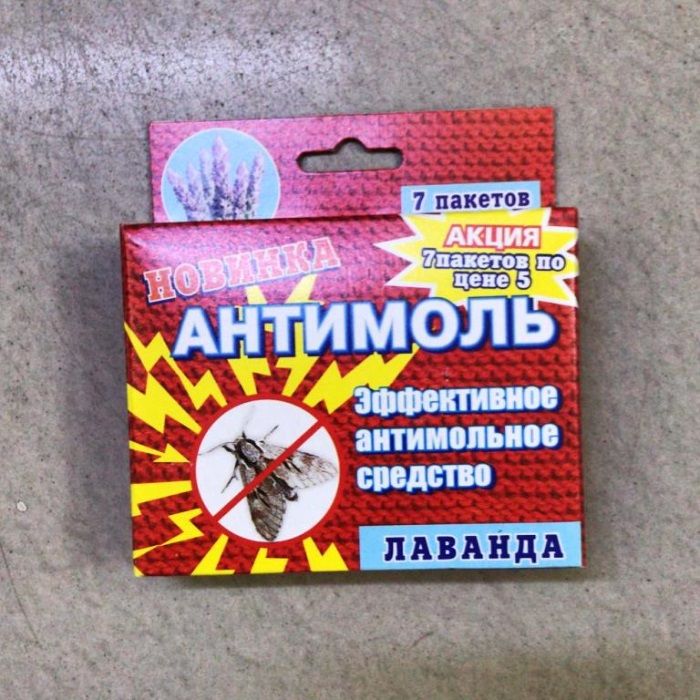 7 пакетов
АКЦИЯ
7пакетов по
цене 5
НОВИНКА
АНТИМОЛЬ
Эффективное
антимольное
средство
ЛАВАНДА